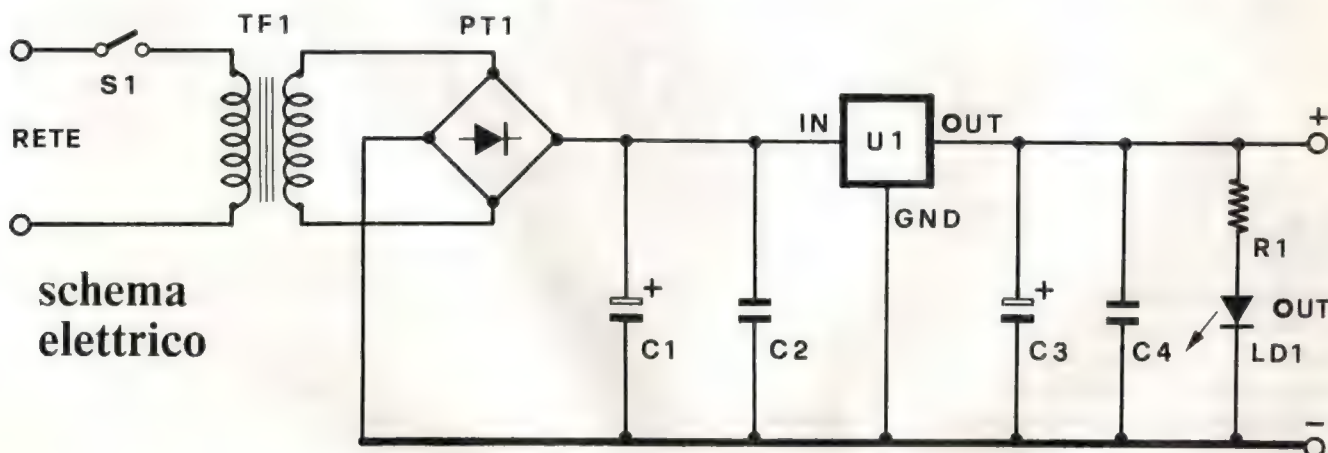 TF1
PT1
S1
RETE
IN
U1
OUT
GND
+
R1
+
+
C1
C2
C3
C4
OUT
LD1
schema
elettrico
-